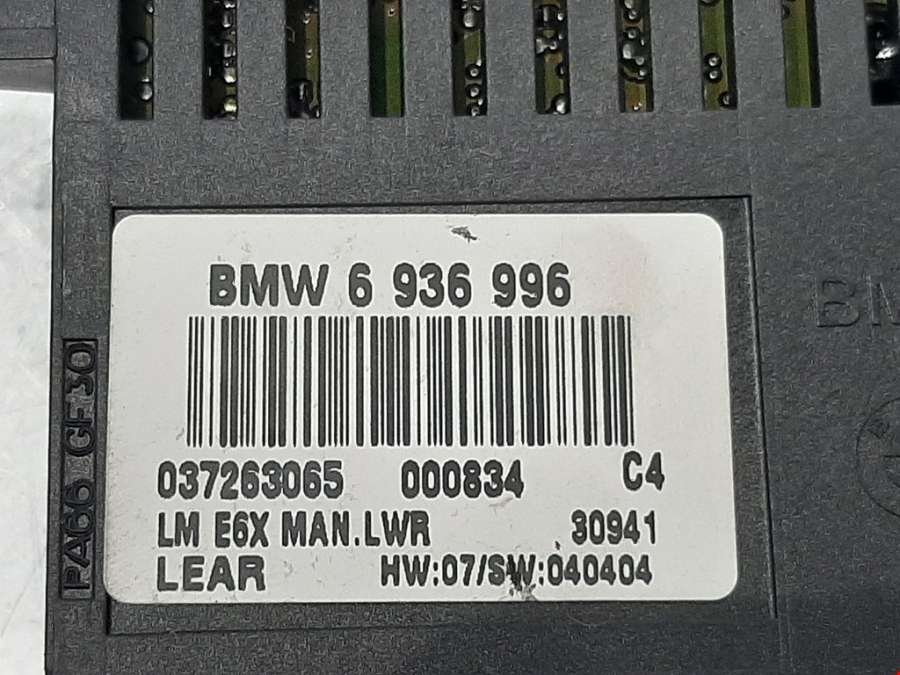 BMW 6 936 996
037263065 000834 C4
LM E6X MAN.LWR 30941
LEAR HW:07/SW:040404
PA66 GF30